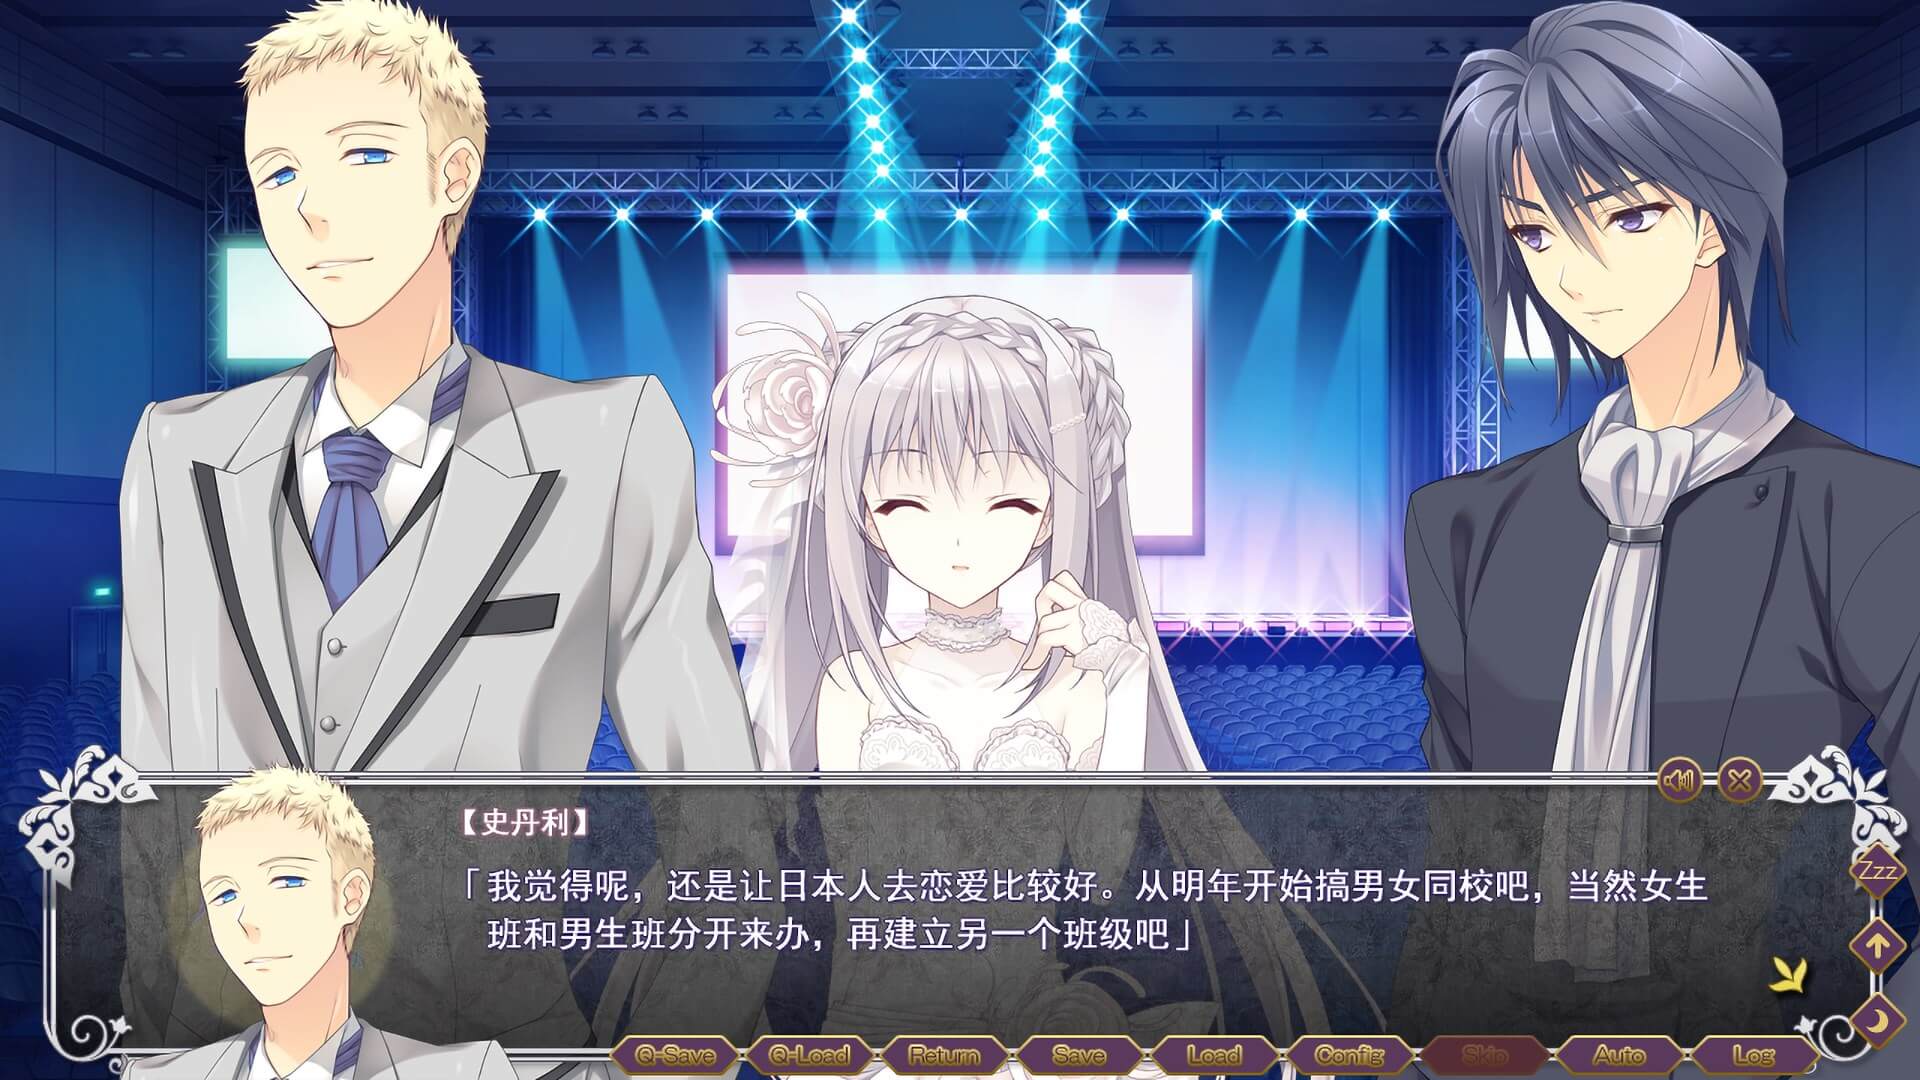 【史丹利】
「我觉得呢，还是让日本人去恋爱比较好。从明年开始搞男女同校吧，当然女生
班和男生班分开来办，再建立另一个班级吧」
Zzz
Q-Save Q-Load Return Save Load Config Skip Auto Log